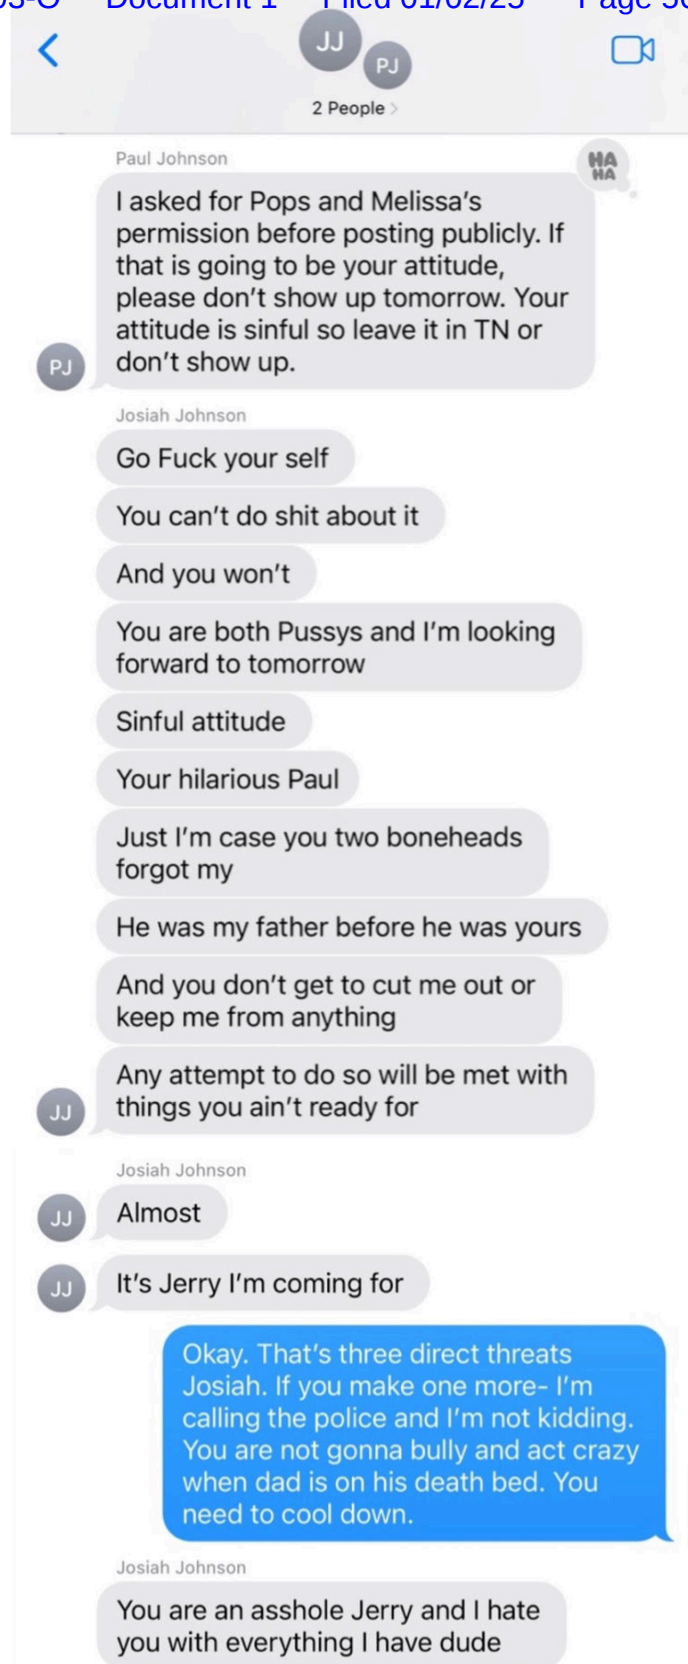 Document 1 Filed 01/02/25 Page
JJ
PJ
2 People >
Paul Johnson
HA
HA
I asked for Pops and Melissa's
permission before posting publicly. If
that is going to be your attitude,
please don't show up tomorrow. Your
attitude is sinful so leave it in TN or
don't show up.
PJ
Josiah Johnson
Go Fuck your self
You can't do shit about it
And you won't
You are both Pussys and I'm looking
forward to tomorrow
Sinful attitude
Your hilarious Paul
Just I'm case you two boneheads
forgot my
He was my father before he was yours
And you don't get to cut me out or
keep me from anything
Any attempt to do so will be met with
things you ain't ready for
JJ
Josiah Johnson
JJ
Almost
JJ
It's Jerry I'm coming for
Okay. That's three direct threats
Josiah. If you make one more- I'm
calling the police and I'm not kidding.
You are not gonna bully and act crazy
when dad is on his death bed. You
need to cool down.
Josiah Johnson
You are an asshole Jerry and I hate
you with everything I have dude